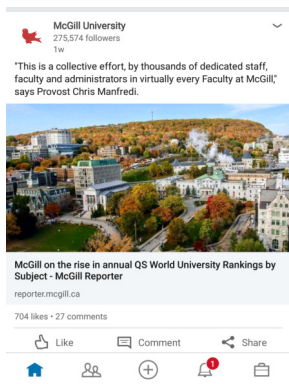 McGill University
275,574 followers
1w
"This is a collective effort, by thousands of dedicated staff,
faculty and administrators in virtually every Faculty at McGill,"
says Provost Chris Manfredi.
McGill on the rise in annual QS World University Rankings by
Subject - McGill Reporter
reporter.mcgill.ca
704 likes • 27 comments
Like
Comment
Share
1